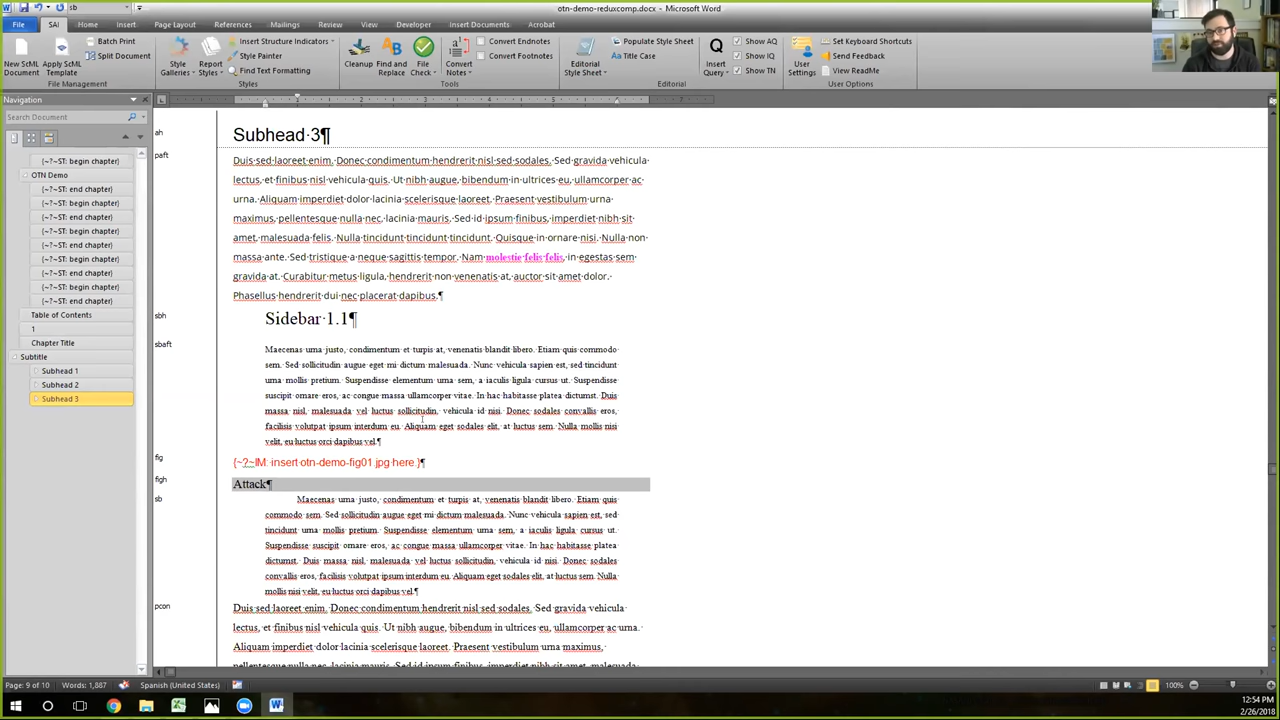 sb
otn-demo-reduxcomp.docx - Microsoft Word
File SAI Home Insert Page layout References Mailings Review View Developer Insert Documents Acrobat
New ScML Document
Apply ScML Template
Batch Print
Split Document
File Management
Style Galleries
Report Styles
Insert Structure Indicators
Style Painter
Find Text Formatting
Styles
Cleanup
Find and Replace
File Check
Convert Notes
Convert Endnotes
Convert Footnotes
Tools
Editorial Style Sheet
Populate Style Sheet
Title Case
Insert Query
Show AQ
Show IQ
Show TN
Editorial
User Settings
Set Keyboard Shortcuts
Send Feedback
View ReadMe
User Options
Navigation
Search Document
{~?~ST: begin chapter}
OTN Demo
{~?~ST: end chapter}
{~?~ST: begin chapter}
{~?~ST: end chapter}
{~?~ST: begin chapter}
{~?~ST: end chapter}
{~?~ST: begin chapter}
{~?~ST: end chapter}
{~?~ST: begin chapter}
{~?~ST: end chapter}
Table of Contents
1
Chapter Title
Subtitle
Subhead 1
Subhead 2
Subhead 3
ah
Subhead·3¶
paft
Duis·sed·laoreet·enim.·Donec·condimentum·hendrerit·nisl·sed·sodales.·Sed·gravida·vehicula·
lectus,·et·finibus·nisl·vehicula·quis.·Ut·nibh·augue,·bibendum·in·ultrices·eu,·ullamcorper·ac·
urna.·Aliquam·imperdiet·dolor·lacinia·scelerisque·laoreet.·Praesent·vestibulum·urna·
maximus,·pellentesque·nulla·nec,·lacinia·mauris.·Sed·id·ipsum·finibus,·imperdiet·nibh·sit·
amet,·malesuada·felis.·Nulla·tincidunt·tincidunt·tincidunt.·Quisque·in·ornare·nisi.·Nulla·non·
massa·ante.·Sed·tristique·a·neque·sagittis·tempor.·Nam·molestie·felis·felis,·in·egestas·sem·
gravida·at.·Curabitur·metus·ligula,·hendrerit·non·venenatis·at,·auctor·sit·amet·dolor.·
Phasellus·hendrerit·dui·nec·placerat·dapibus.¶
sbh
Sidebar·1.1¶
sbaft
Maecenas·urna·justo,·condimentum·et·turpis·at,·venenatis·blandit·libero.·Etiam·quis·commodo·
sem.·Sed·sollicitudin·augue·eget·mi·dictum·malesuada.·Nunc·vehicula·sapien·est,·sed·tincidunt·
urna·mollis·pretium.·Suspendisse·elementum·urna·sem,·a·iaculis·ligula·cursus·ut.·Suspendisse·
suscipit·ornare·eros,·ac·congue·massa·ullamcorper·vitae.·In·hac·habitasse·platea·dictumst.·Duis·
massa·nisl,·malesuada·vel·luctus·sollicitudin,·vehicula·id·nisi.·Donec·sodales·convallis·eros,·
facilisis·volutpat·ipsum·interdum·eu.·Aliquam·eget·sodales·elit,·at·luctus·sem.·Nulla·mollis·nisi·
velit,·eu·luctus·orci·dapibus·vel.¶
fig
{~?~IM:·insert·otn-demo-fig01.jpg·here.}¶
figh
Attack¶
sb
Maecenas·urna·justo,·condimentum·et·turpis·at,·venenatis·blandit·libero.·Etiam·quis·
commodo·sem.·Sed·sollicitudin·augue·eget·mi·dictum·malesuada.·Nunc·vehicula·sapien·est,·sed·
tincidunt·urna·mollis·pretium.·Suspendisse·elementum·urna·sem,·a·iaculis·ligula·cursus·ut.·
Suspendisse·suscipit·ornare·eros,·ac·congue·massa·ullamcorper·vitae.·In·hac·habitasse·platea·
dictumst.·Duis·massa·nisl,·malesuada·vel·luctus·sollicitudin,·vehicula·id·nisi.·Donec·sodales·
convallis·eros,·facilisis·volutpat·ipsum·interdum·eu.·Aliquam·eget·sodales·elit,·at·luctus·sem.·Nulla·
mollis·nisi·velit,·eu·luctus·orci·dapibus·vel.¶
pcon
Duis·sed·laoreet·enim.·Donec·condimentum·hendrerit·nisl·sed·sodales.·Sed·gravida·vehicula·
lectus,·et·finibus·nisl·vehicula·quis.·Ut·nibh·augue,·bibendum·in·ultrices·eu,·ullamcorper·ac·urna.·
Aliquam·imperdiet·dolor·lacinia·scelerisque·laoreet.·Praesent·vestibulum·urna·maximus,·
pellentesque·nulla·nec,·lacinia·mauris.·Sed·id·ipsum·finibus,·imperdiet·nibh·sit·amet,·malesuada·
Page: 9 of 10 Words: 1,887 Spanish (United States) 100%
12:54 PM
2/26/2018